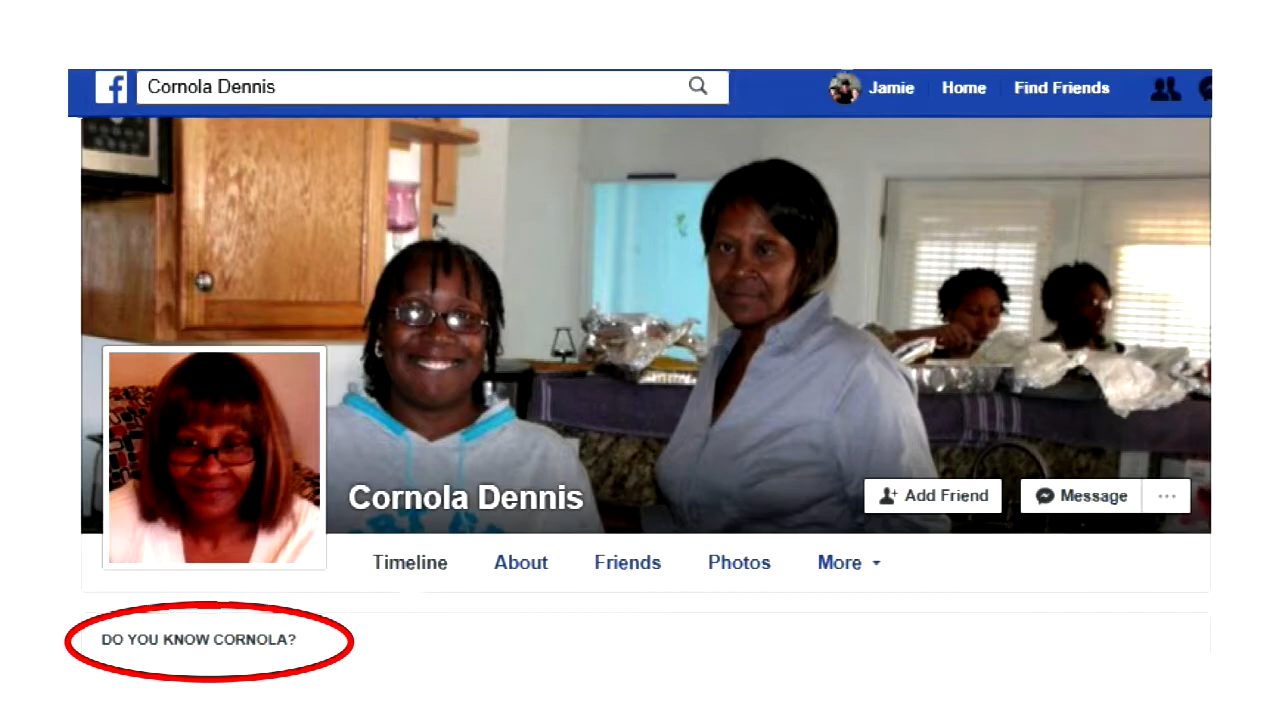 f Cornola Dennis Jamie Home Find Friends
Cornola Dennis Add Friend Message ...
Timeline About Friends Photos More
DO YOU KNOW CORNOLA?